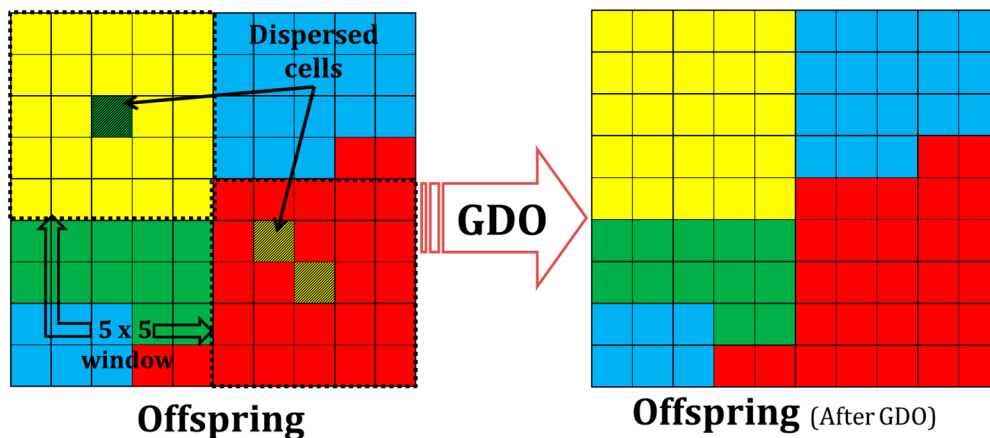 Dispersed
cells
GDO
5 x 5
window
Offspring
Offspring (After GDO)